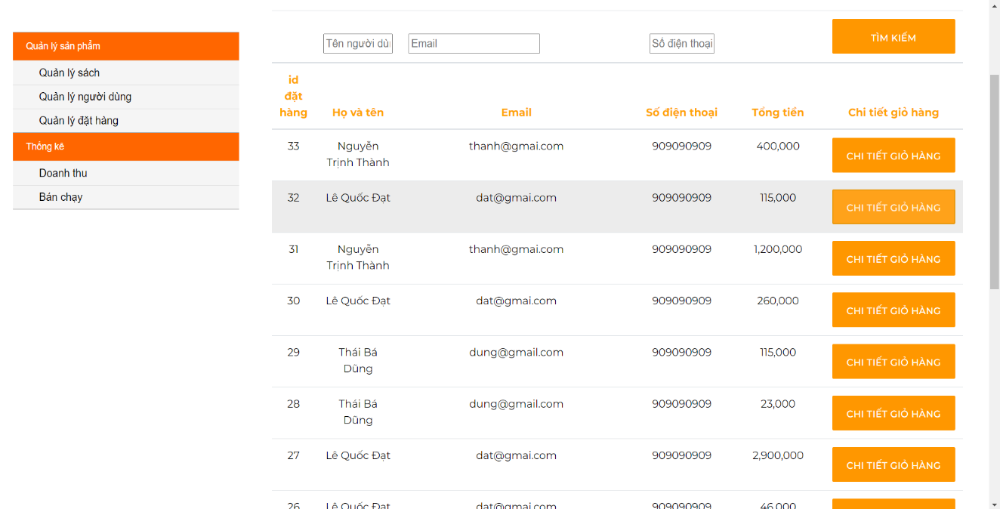 Quản lý sản phẩm
Quản lý sách
Quản lý người dùng
Quản lý đặt hàng
Thống kê
Doanh thu
Bán chạy
Tên người dùi Email Số điện thoại TÌM KIẾM
id
đặt
hàng Họ và tên Email Số điện thoại Tổng tiền Chi tiết giỏ hàng
33 Nguyễn thanh@gmai.com 909090909 400,000 CHI TIẾT GIỎ HÀNG
Trịnh Thành
32 Lê Quốc Đạt dat@gmai.com 909090909 115,000 CHI TIẾT GIỎ HÀNG
31 Nguyễn thanh@gmai.com 909090909 1,200,000 CHI TIẾT GIỎ HÀNG
Trịnh Thành
30 Lê Quốc Đạt dat@gmai.com 909090909 260,000 CHI TIẾT GIỎ HÀNG
29 Thái Bá dung@gmail.com 909090909 115,000 CHI TIẾT GIỎ HÀNG
Dũng
28 Thái Bá dung@gmail.com 909090909 23,000 CHI TIẾT GIỎ HÀNG
Dũng
27 Lê Quốc Đạt dat@gmai.com 909090909 2,900,000 CHI TIẾT GIỎ HÀNG
26 Lê Quốc Đạt dat@gmai.com 909090909 46,000